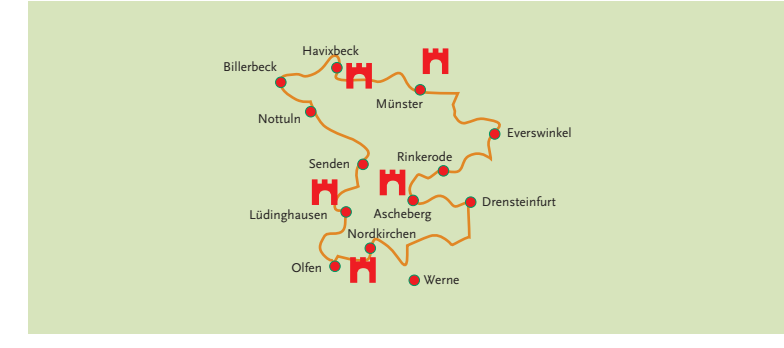 Havixbeck
Billerbeck
Münster
Nottuln
Everswinkel
Rinkerode
Senden
Drensteinfurt
Lüdinghausen
Ascheberg
Nordkirchen
Olfen
Werne